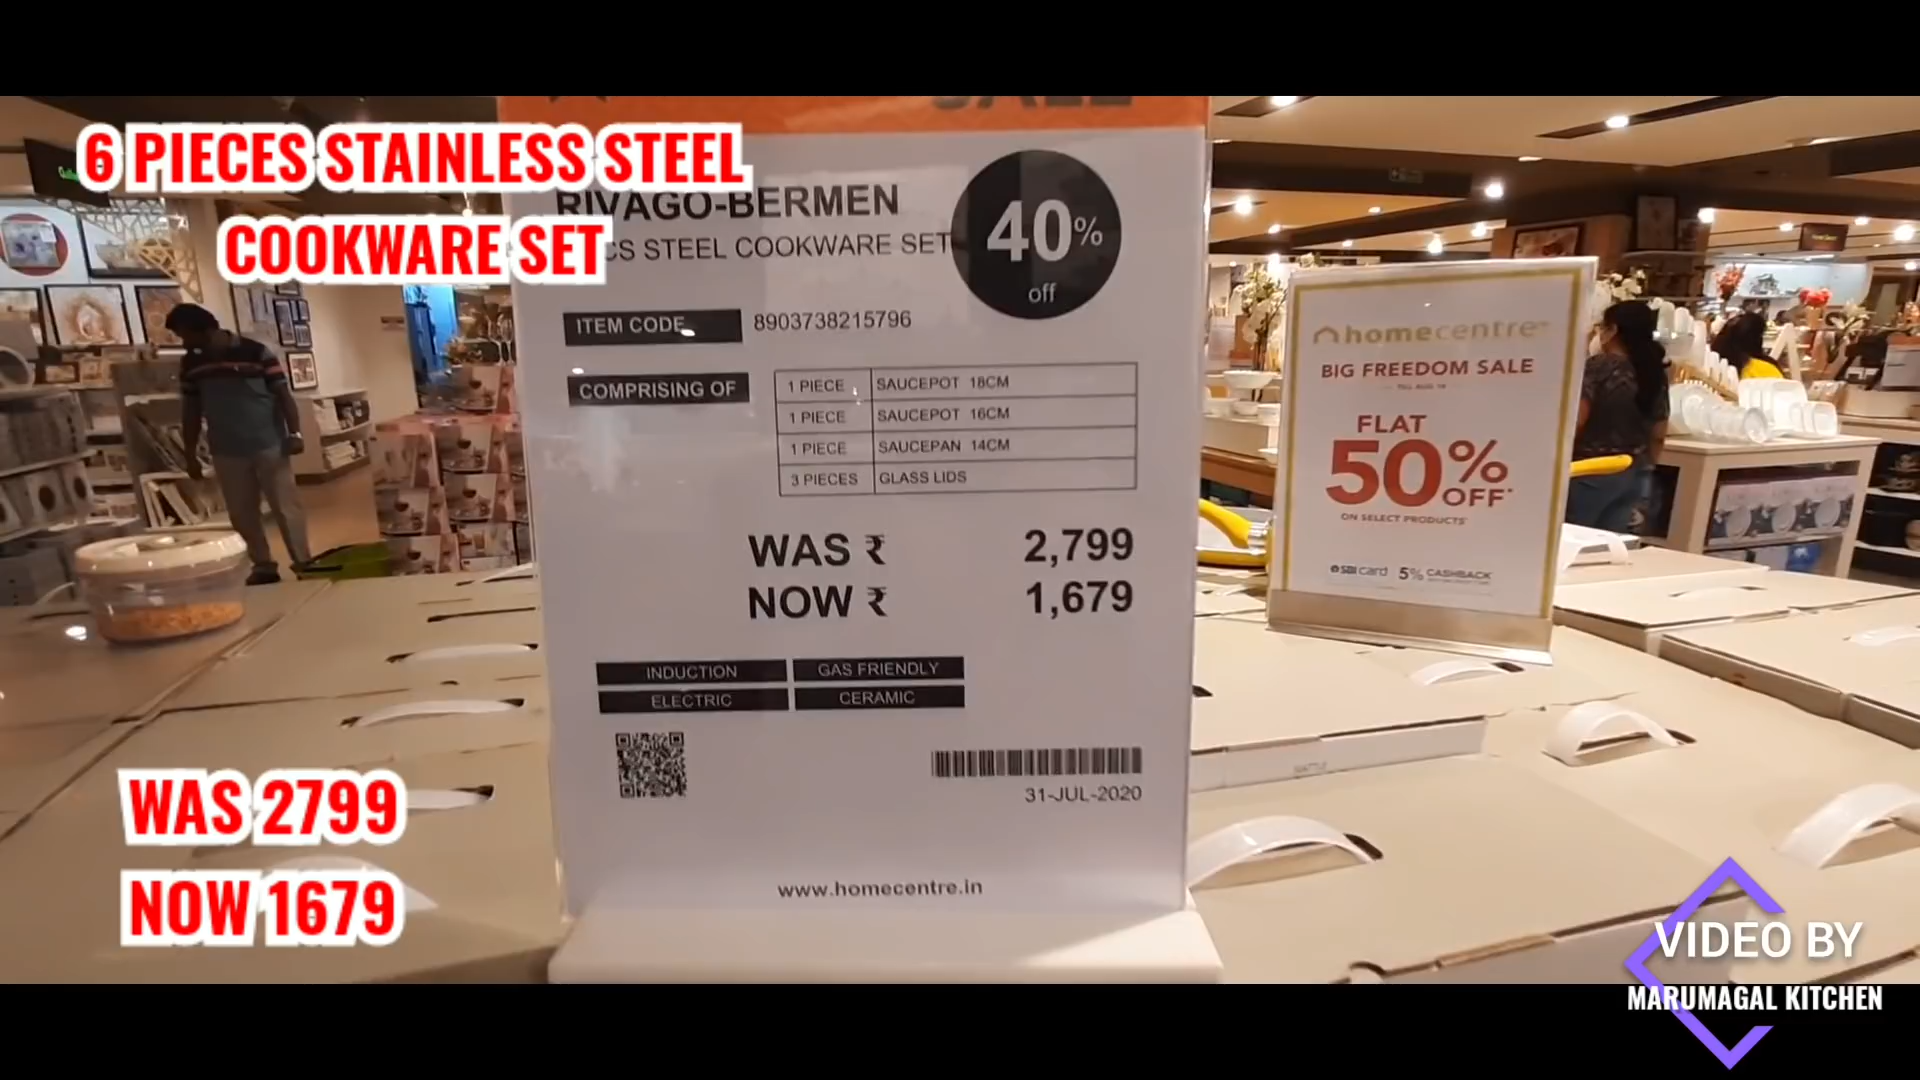 6 PIECES STAINLESS STEEL
COOKWARE SET
RIVAGO-BERMEN
CS STEEL COOKWARE SET
40%
off
ITEM CODE 8903738215796
COMPRISING OF
1 PIECE SAUCEPOT 18CM
1 PIECE SAUCEPOT 16CM
1 PIECE SAUCEPAN 14CM
3 PIECES GLASS LIDS
WAS ₹ 2,799
NOW ₹ 1,679
INDUCTION GAS FRIENDLY
ELECTRIC CERAMIC
31-JUL-2020
www.homecentre.in
homecentre
BIG FREEDOM SALE
FLAT
50%
OFF*
ON SELECT PRODUCTS*
SBI card 5% CASHBACK
WAS 2799
NOW 1679
VIDEO BY
MARUMAGAL KITCHEN